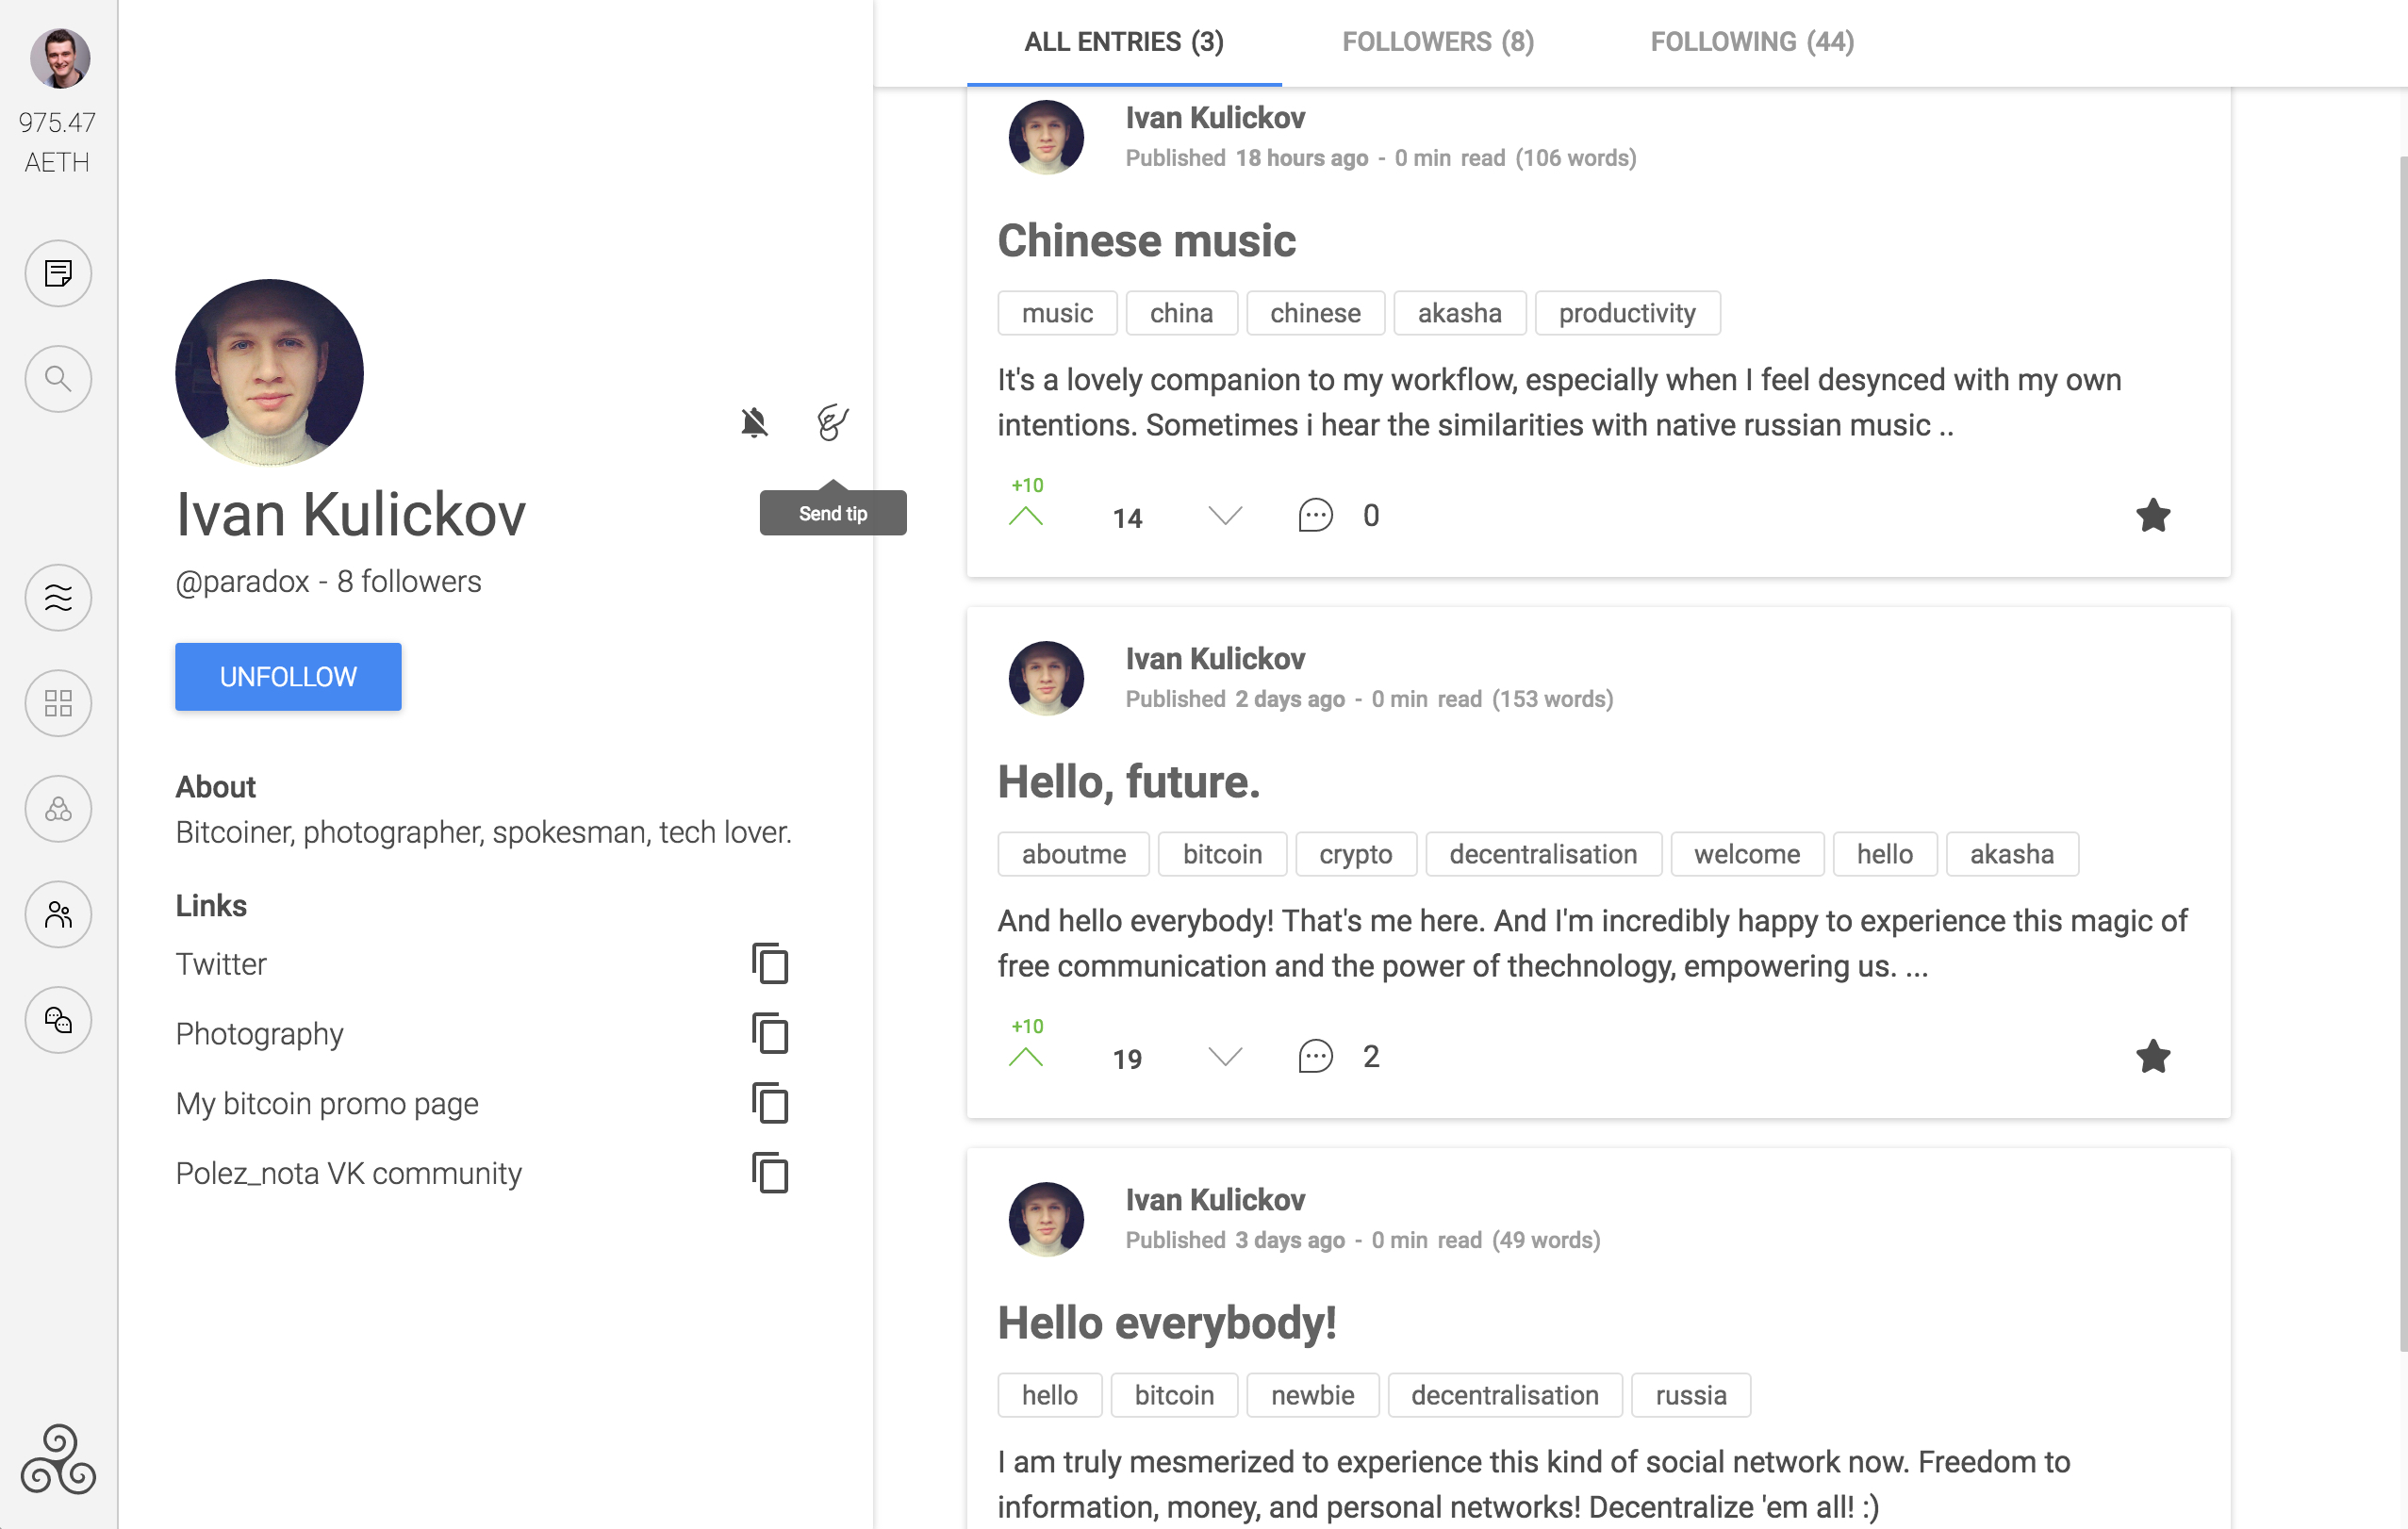 975.47
AETH
Ivan Kulickov
@paradox - 8 followers
Send tip
UNFOLLOW
About
Bitcoiner, photographer, spokesman, tech lover.
Links
Twitter
Photography
My bitcoin promo page
Polez_nota VK community
ALL ENTRIES (3) FOLLOWERS (8) FOLLOWING (44)
Ivan Kulickov
Published 18 hours ago - 0 min read (106 words)
Chinese music
music china chinese akasha productivity
It's a lovely companion to my workflow, especially when I feel desynced with my own
intentions. Sometimes i hear the similarities with native russian music ..
+10
14 0
Ivan Kulickov
Published 2 days ago - 0 min read (153 words)
Hello, future.
aboutme bitcoin crypto decentralisation welcome hello akasha
And hello everybody! That's me here. And I'm incredibly happy to experience this magic of
free communication and the power of thechnology, empowering us. ...
+10
19 2
Ivan Kulickov
Published 3 days ago - 0 min read (49 words)
Hello everybody!
hello bitcoin newbie decentralisation russia
I am truly mesmerized to experience this kind of social network now. Freedom to
information, money, and personal networks! Decentralize 'em all! :)